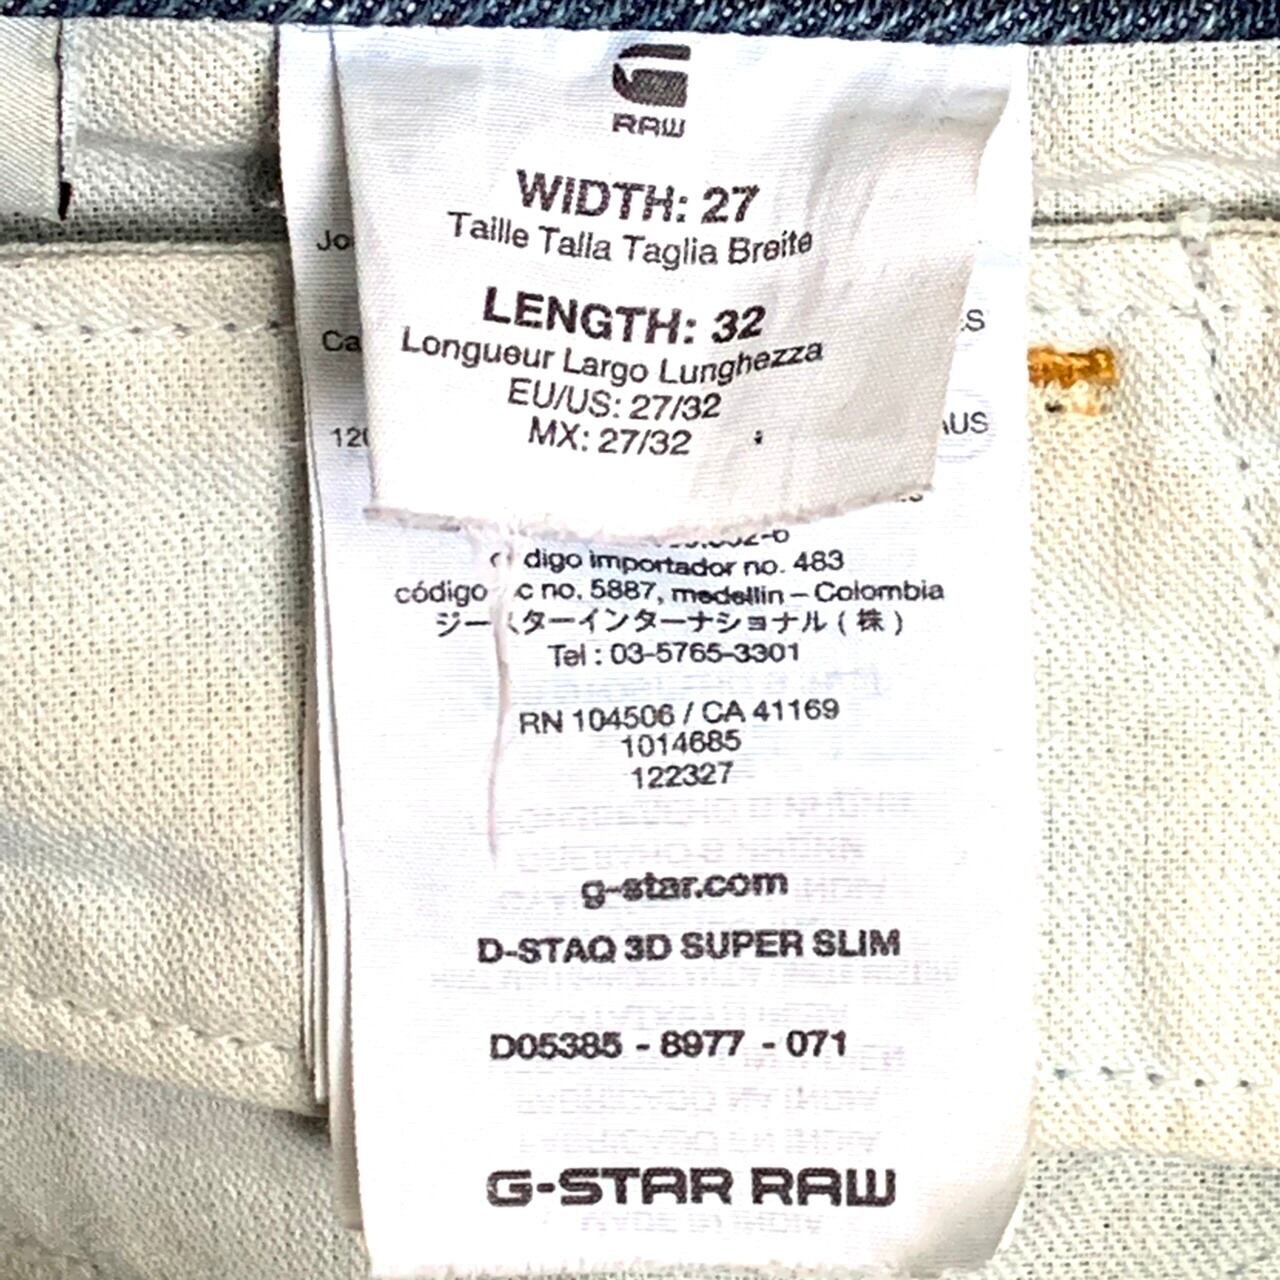 RAW
WIDTH: 27
Taille Talla Taglia Breite
LENGTH: 32
Longueur Largo Lunghezza
EU/US: 27/32
MX: 27/32
digo importador no. 483
código c no. 5887, medellin – Colombia
ジースターインターナショナル ( 株 )
Tel : 03-5765-3301
RN 104506 / CA 41169
1014685
122327
g-star.com
D-STAQ 3D SUPER SLIM
D05385 - 8977 - 071
G-STAR RAW